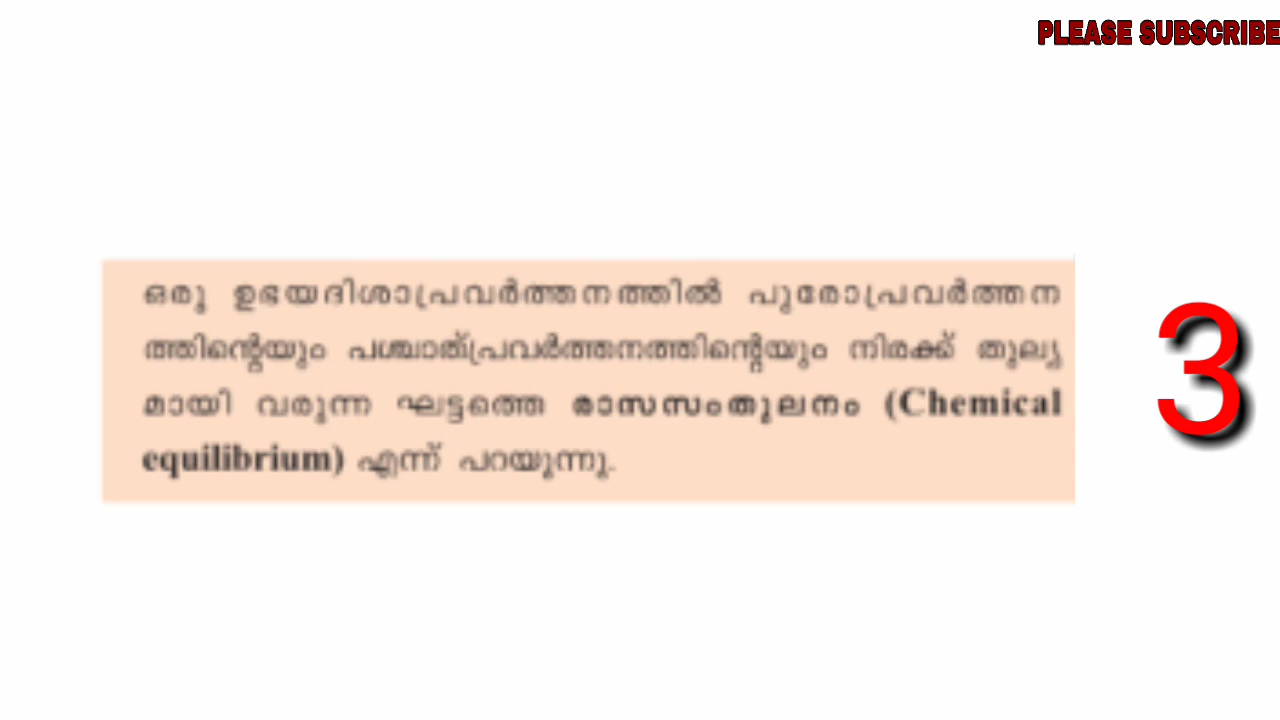 PLEASE SUBSCRIBE
ഒരു ഉഭയദിശാപ്രവർത്തനത്തിൽ പുരോപ്രവർത്തന
ത്തിന്റെയും പശ്ചാത്പ്രവർത്തനത്തിന്റെയും നിരക്ക് തുല്യ
മായി വരുന്ന ഘട്ടത്തെ രാസസംതുലനം (Chemical
equilibrium) എന്ന് പറയുന്നു.
3